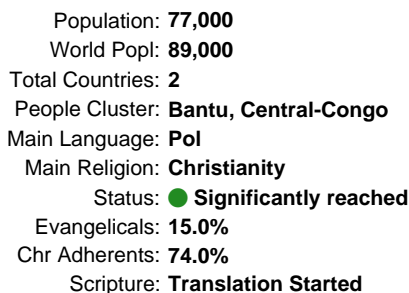 Population: 77,000
World Popl: 89,000
Total Countries: 2
People Cluster: Bantu, Central-Congo
Main Language: Pol
Main Religion: Christianity
Status: Significantly reached
Evangelicals: 15.0%
Chr Adherents: 74.0%
Scripture: Translation Started